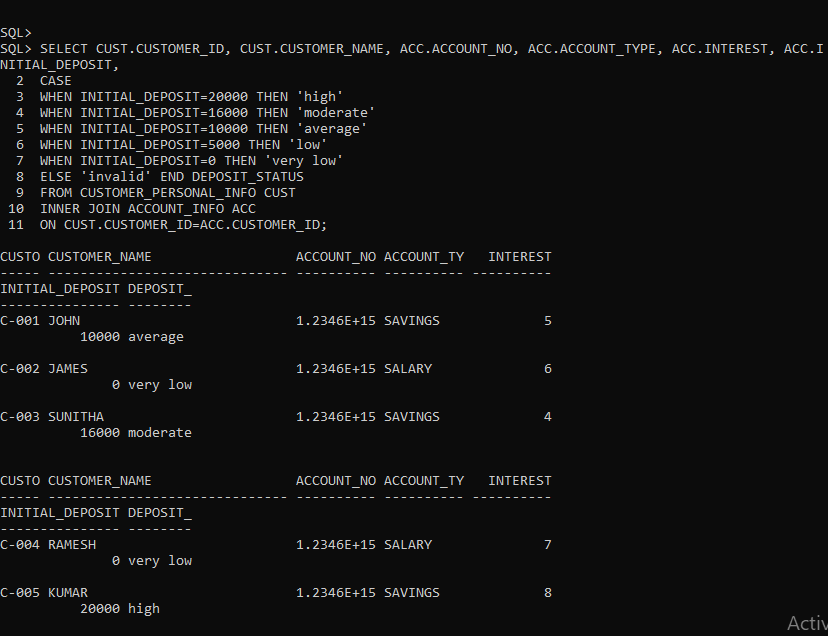 SQL>
SQL> SELECT CUST.CUSTOMER_ID, CUST.CUSTOMER_NAME, ACC.ACCOUNT_NO, ACC.ACCOUNT_TYPE, ACC.INTEREST, ACC.I
NITIAL_DEPOSIT,
  2  CASE
  3  WHEN INITIAL_DEPOSIT=20000 THEN 'high'
  4  WHEN INITIAL_DEPOSIT=16000 THEN 'moderate'
  5  WHEN INITIAL_DEPOSIT=10000 THEN 'average'
  6  WHEN INITIAL_DEPOSIT=5000 THEN 'low'
  7  WHEN INITIAL_DEPOSIT=0 THEN 'very low'
  8  ELSE 'invalid' END DEPOSIT_STATUS
  9  FROM CUSTOMER_PERSONAL_INFO CUST
 10  INNER JOIN ACCOUNT_INFO ACC
 11  ON CUST.CUSTOMER_ID=ACC.CUSTOMER_ID;
CUSTO CUSTOMER_NAME                  ACCOUNT_NO ACCOUNT_TY   INTEREST
----- ------------------------------ ---------- ---------- ----------
INITIAL_DEPOSIT DEPOSIT_
--------------- --------
C-001 JOHN                           1.2346E+15 SAVINGS             5
          10000 average
C-002 JAMES                          1.2346E+15 SALARY              6
              0 very low
C-003 SUNITHA                        1.2346E+15 SAVINGS             4
          16000 moderate
CUSTO CUSTOMER_NAME                  ACCOUNT_NO ACCOUNT_TY   INTEREST
----- ------------------------------ ---------- ---------- ----------
INITIAL_DEPOSIT DEPOSIT_
--------------- --------
C-004 RAMESH                         1.2346E+15 SALARY              7
              0 very low
C-005 KUMAR                          1.2346E+15 SAVINGS             8
          20000 high